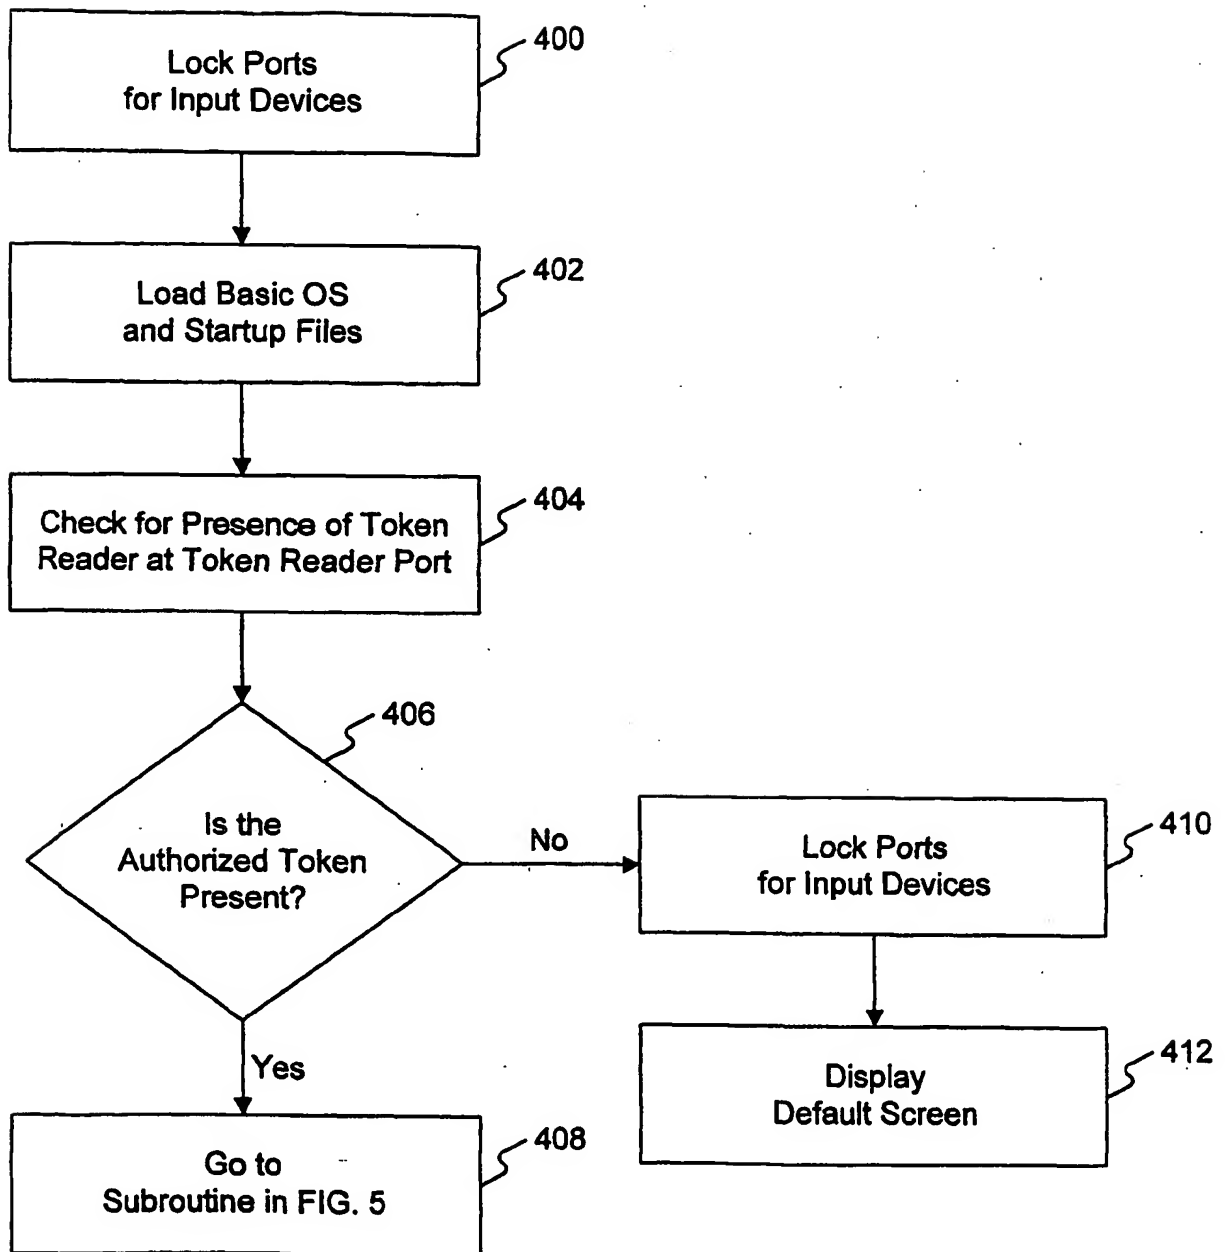 Lock Ports
for Input Devices
400
Load Basic OS
and Startup Files
402
Check for Presence of Token
Reader at Token Reader Port
404
406
Is the
Authorized Token
Present?
No
Lock Ports
for Input Devices
410
Yes
Display
Default Screen
412
Go to
Subroutine in FIG. 5
408